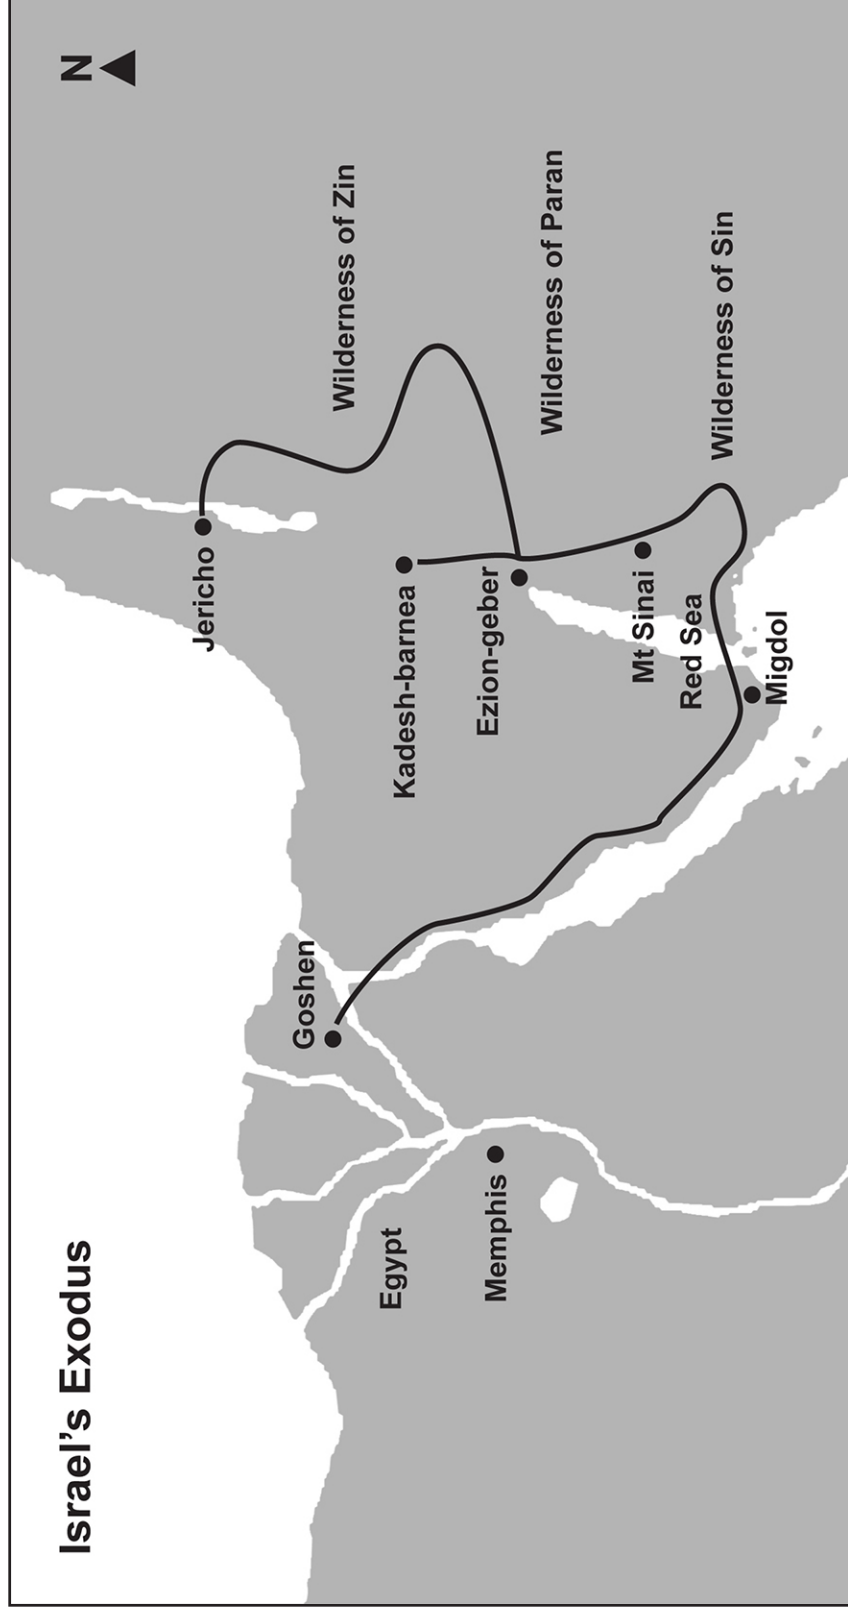 Israel's Exodus
N
Jericho
Goshen
Wilderness of Zin
Egypt
Kadesh-barnea
Memphis
Ezion-geber
Wilderness of Paran
Mt Sinai
Red Sea
Wilderness of Sin
Migdol